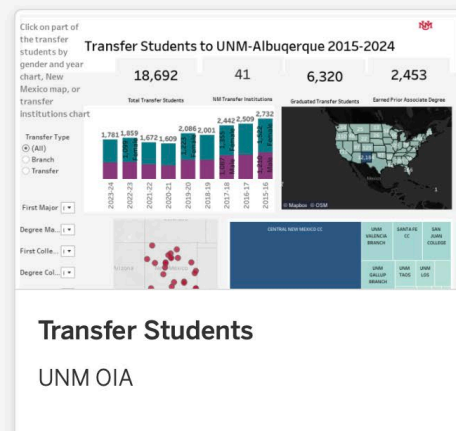 Click on part of
the transfer
students by
gender and year
chart, New
Mexico map, or
transfer
institutions chart
Transfer Students to UNM-Albuqerque 2015-2024
18,692
41
6,320
2,453
Total Transfer Students
NM Transfer Institutions
Graduated Transfer Students
Earned Prior Associate Degree
Transfer Type
(All)
Branch
Transfer
First Major
Degree Ma...
First Colle...
Degree Col...
1,781 1,859 1,672 1,609 2,086 2,001 2,442 2,509 2,732
2023-24
2022-23
2021-22
2020-21
2019-20
2018-19
2017-18
2016-17
2015-16
© Mapbox © OSM
Arizona
CENTRAL NEW MEXICO CC
UNM
VALENCIA
BRANCH
SANTA FE
CC
SAN
JUAN
COLLEGE
UNM
GALLUP
BRANCH
UNM
TAOS
UNM
LOS
Transfer Students
UNM OIA